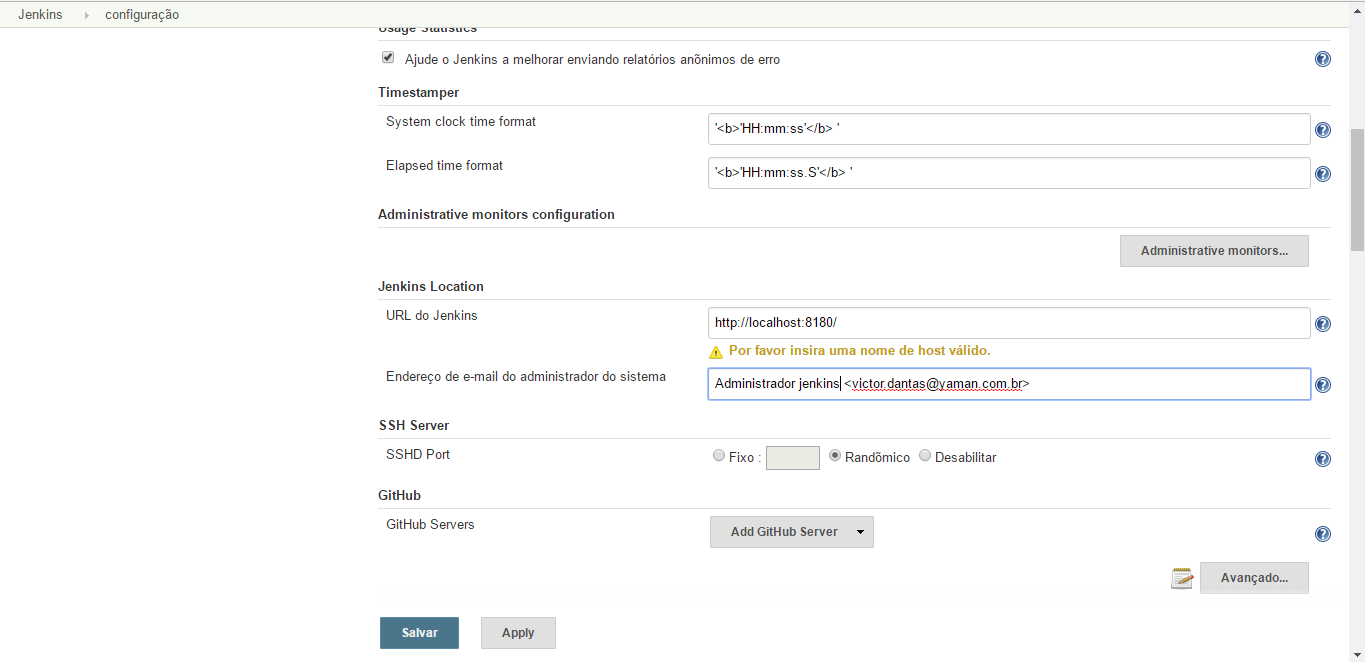 Jenkins configuração
Usage Statistics
Ajude o Jenkins a melhorar enviando relatórios anõnimos de erro
Timestamper
System clock time format
'<b>'HH:mm:ss'</b> '
Elapsed time format
'<b>'HH:mm:ss.S'</b> '
Administrative monitors configuration
Administrative monitors...
Jenkins Location
URL do Jenkins
http://localhost:8180/
Por favor insira uma nome de host válido.
Endereço de e-mail do administrador do sistema
Administrador jenkins <victor.dantas@yaman.com.br>
SSH Server
SSHD Port
Fixo : Randõmico Desabilitar
GitHub
GitHub Servers
Add GitHub Server
Avançado...
Salvar Apply